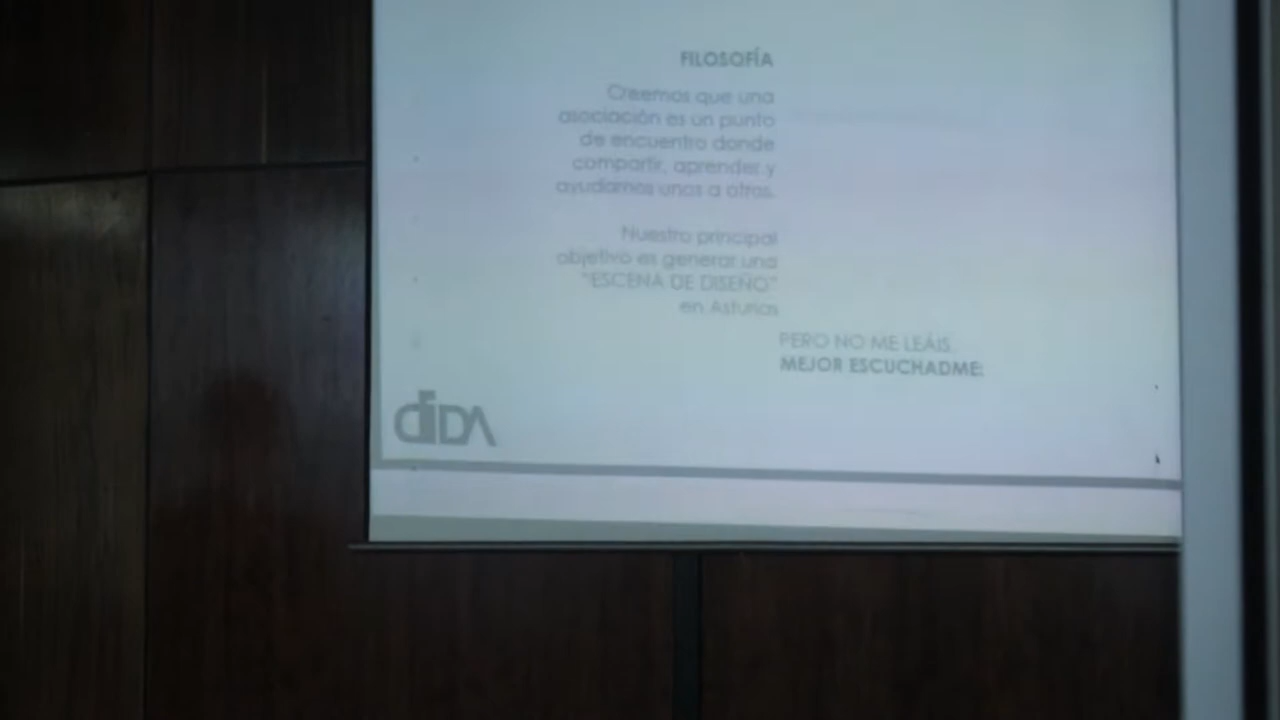 FILOSOFÍA
Creemos que una
asociación es un punto
de encuentro donde
compartir, aprender y
ayudarnos unos a otros.
Nuestro principal
objetivo es generar una
"ESCENA DE DISEÑO"
en Asturias
PERO NO ME LEÁIS,
MEJOR ESCUCHADME:
diDA